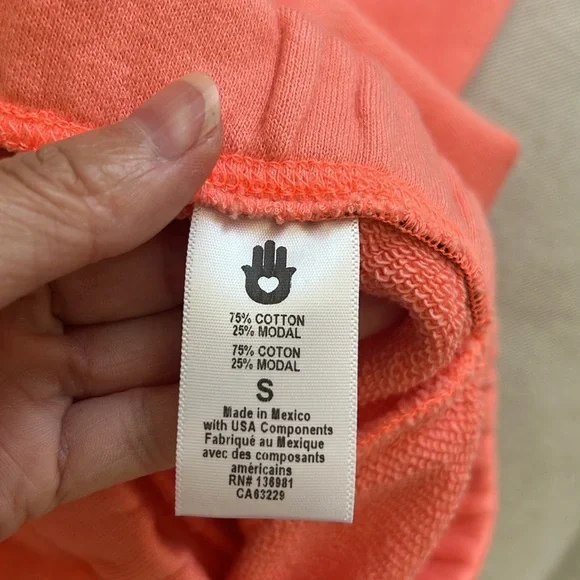 75% COTTON
25% MODAL
75% COTON
25% MODAL
S
Made in Mexico
with USA Components
Fabriqué au Mexique
avec des composants
américains
RN# 136981
CA63229